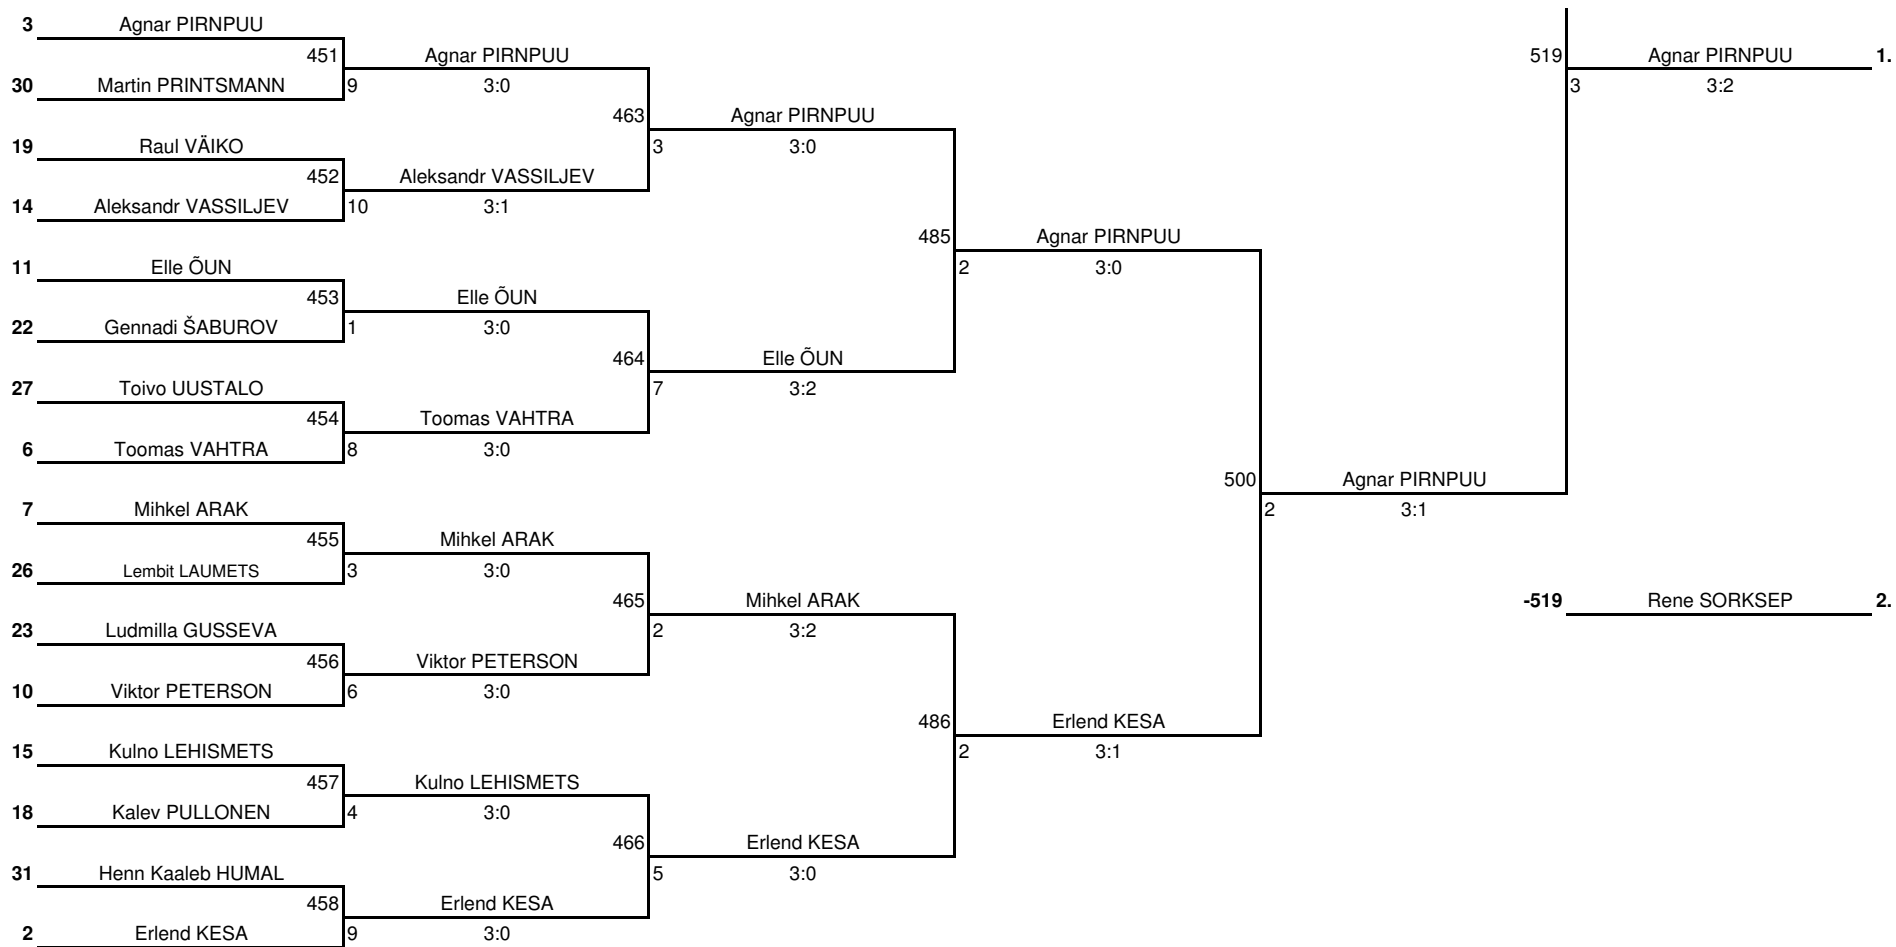 3 Agnar PIRNPUU
451 Agnar PIRNPUU 519 Agnar PIRNPUU 1.
30 Martin PRINTSMANN 9 3:0 3 3:2
463 Agnar PIRNPUU
19 Raul VÄIKO 3 3:0
452 Aleksandr VASSILJEV
14 Aleksandr VASSILJEV 10 3:1
485 Agnar PIRNPUU
11 Elle ÕUN 2 3:0
453 Elle ÕUN
22 Gennadi ŠABUROV 1 3:0
464 Elle ÕUN
27 Toivo UUSTALO 7 3:2
454 Toomas VAHTRA
6 Toomas VAHTRA 8 3:0
500 Agnar PIRNPUU
7 Mihkel ARAK 2 3:1
455 Mihkel ARAK
26 Lembit LAUMETS 3 3:0
465 Mihkel ARAK -519 Rene SORKSEP 2.
23 Ludmilla GUSSEVA 2 3:2
456 Viktor PETERSON
10 Viktor PETERSON 6 3:0
486 Erlend KESA
15 Kulno LEHISMETS 2 3:1
457 Kulno LEHISMETS
18 Kalev PULLONEN 4 3:0
466 Erlend KESA
31 Henn Kaaleb HUMAL 5 3:0
458 Erlend KESA
2 Erlend KESA 9 3:0